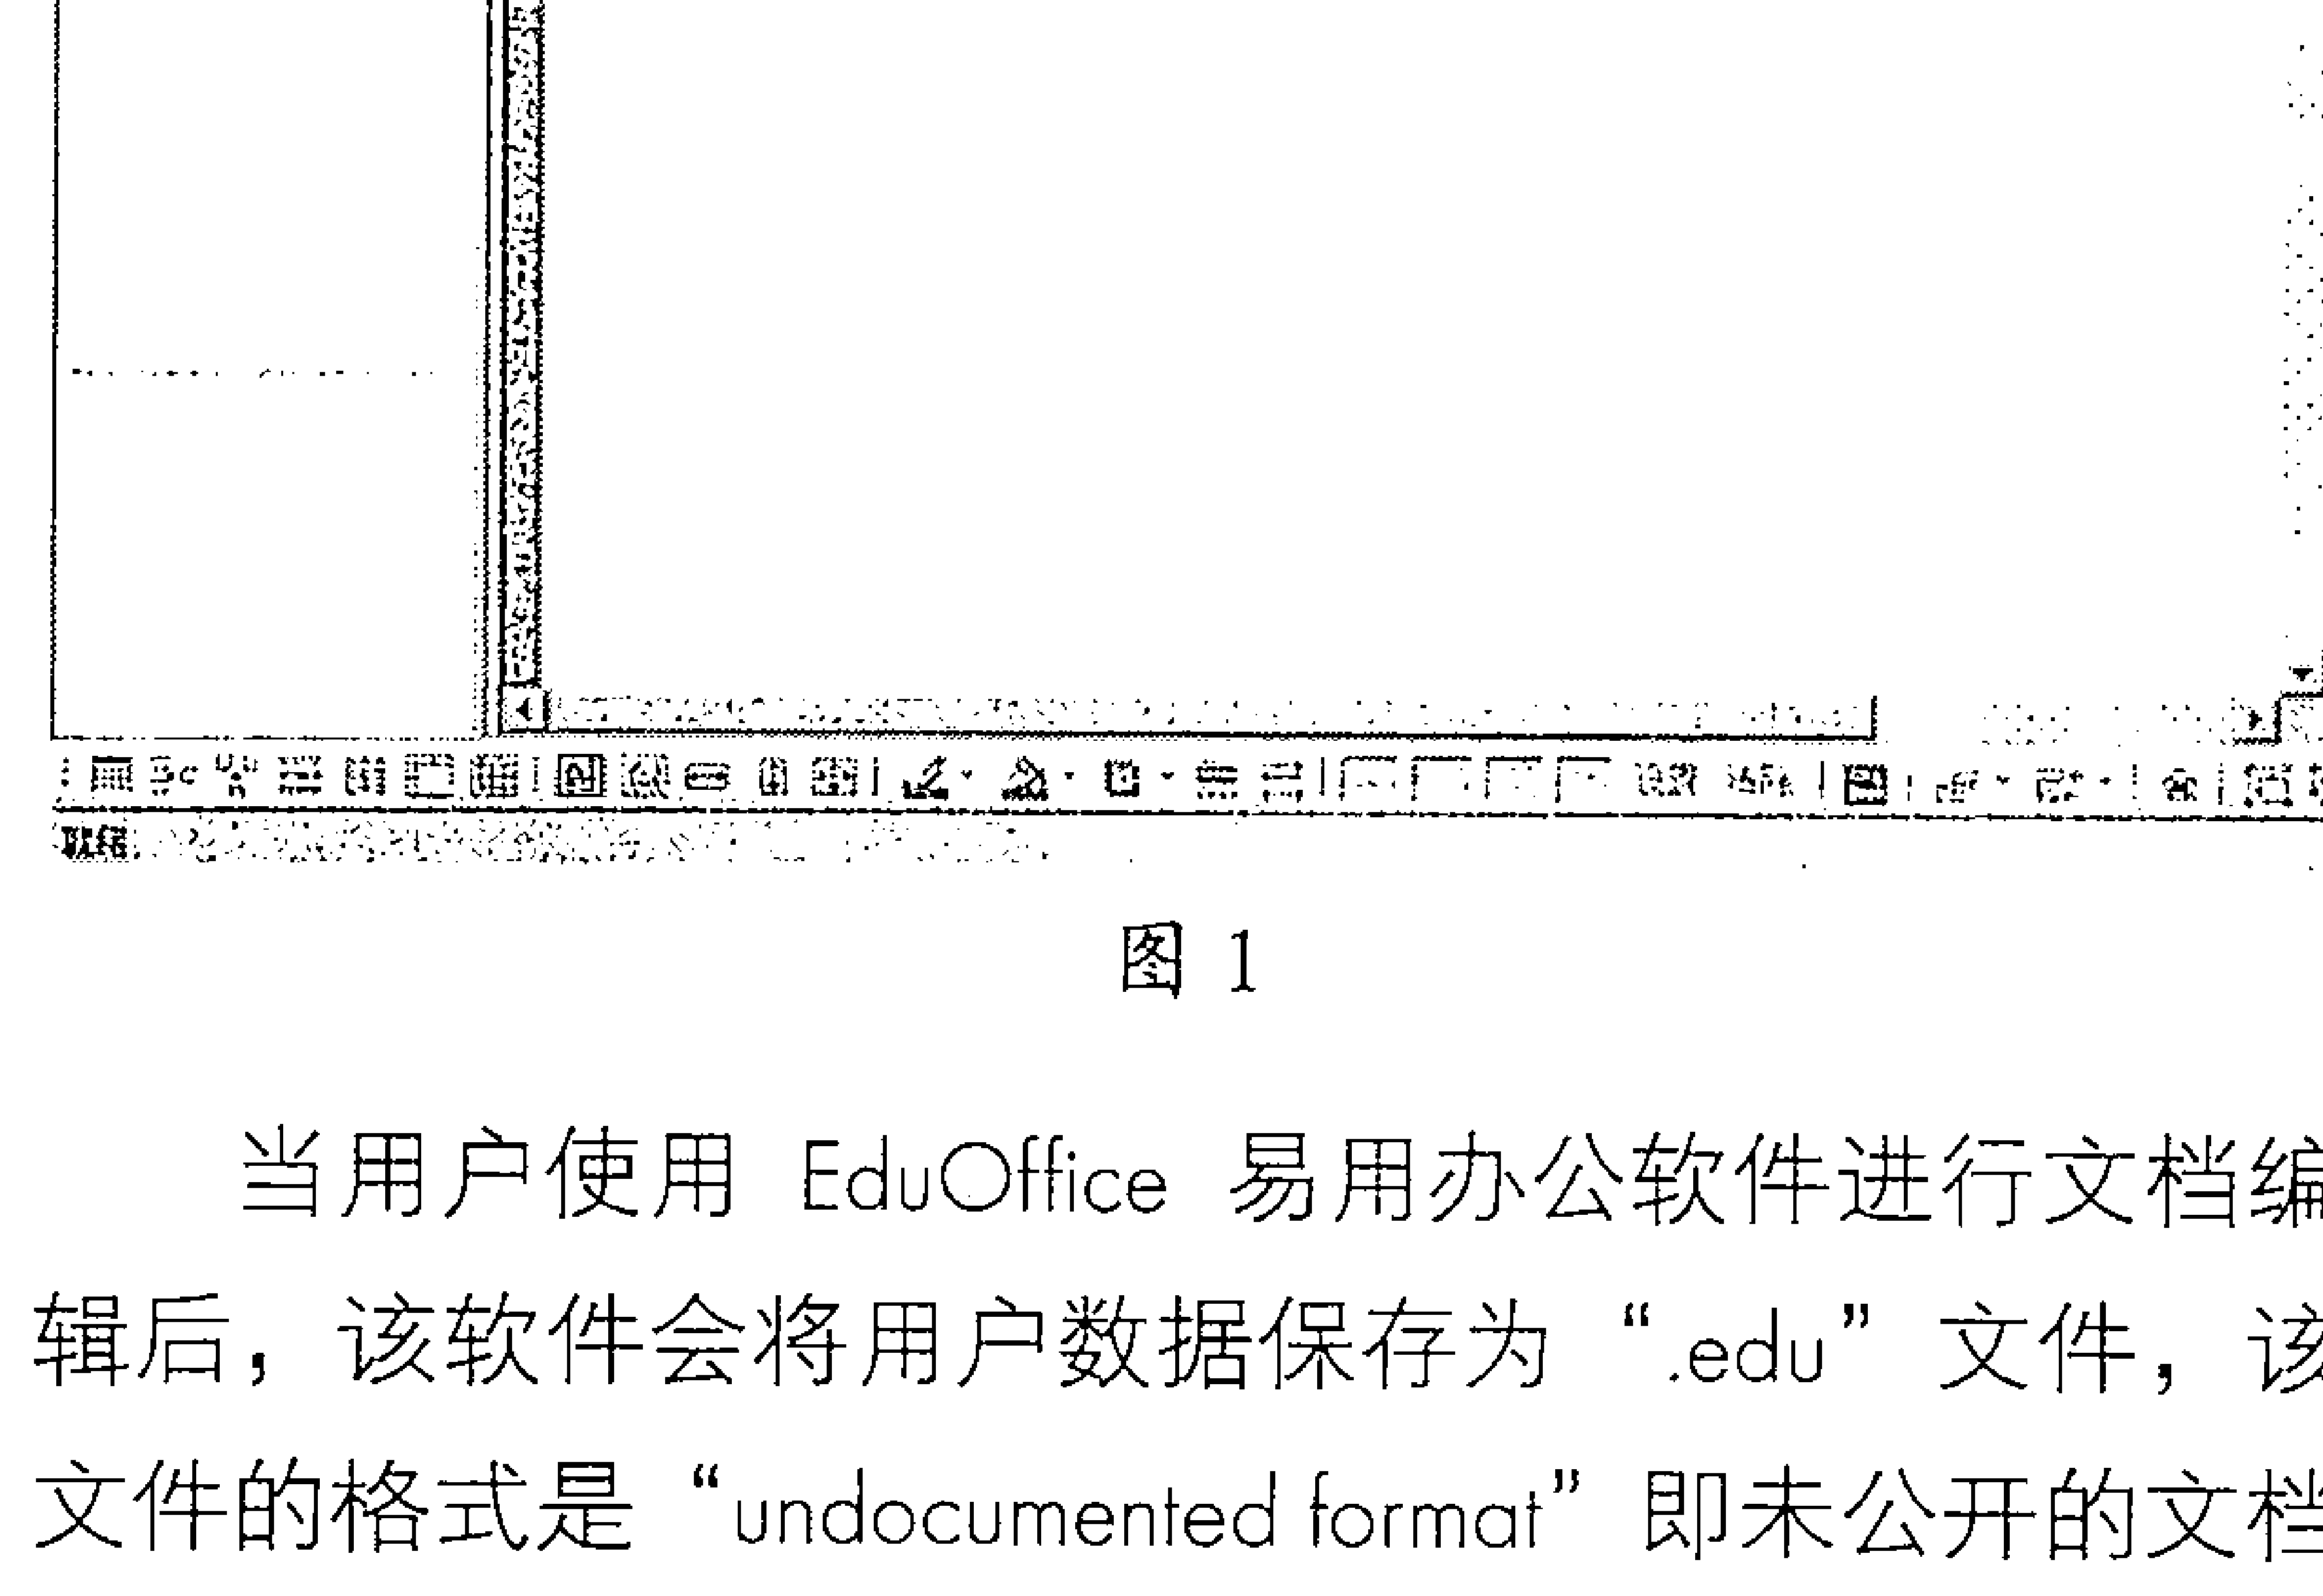 就绪
图 1
当用户使用 EduOffice 易用办公软件进行文档编
辑后，该软件会将用户数据保存为 “.edu” 文件，该
文件的格式是 “undocumented format” 即未公开的文档